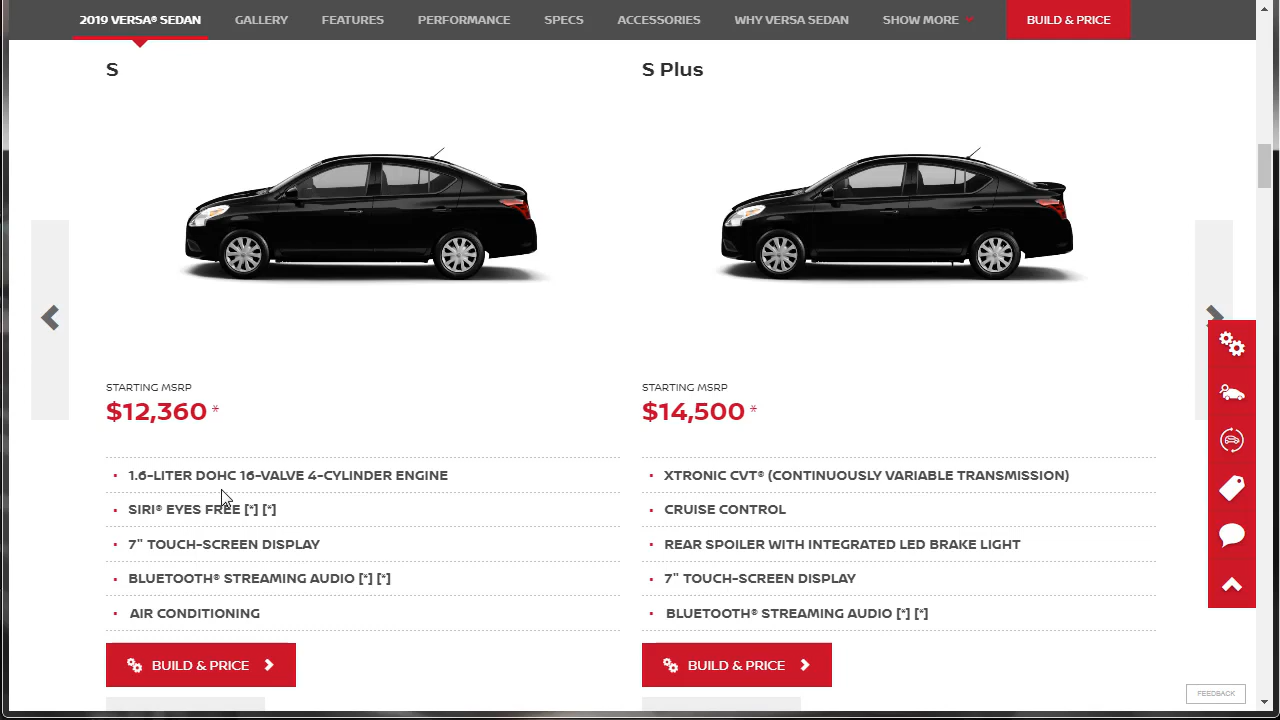 2019 VERSA® SEDAN GALLERY FEATURES PERFORMANCE SPECS ACCESSORIES WHY VERSA SEDAN SHOW MORE BUILD & PRICE
S
STARTING MSRP
$12,360 *
1.6-LITER DOHC 16-VALVE 4-CYLINDER ENGINE
SIRI® EYES FREE [*] [*]
7" TOUCH-SCREEN DISPLAY
BLUETOOTH® STREAMING AUDIO [*] [*]
AIR CONDITIONING
BUILD & PRICE
S Plus
STARTING MSRP
$14,500 *
XTRONIC CVT® (CONTINUOUSLY VARIABLE TRANSMISSION)
CRUISE CONTROL
REAR SPOILER WITH INTEGRATED LED BRAKE LIGHT
7" TOUCH-SCREEN DISPLAY
BLUETOOTH® STREAMING AUDIO [*] [*]
BUILD & PRICE
FEEDBACK